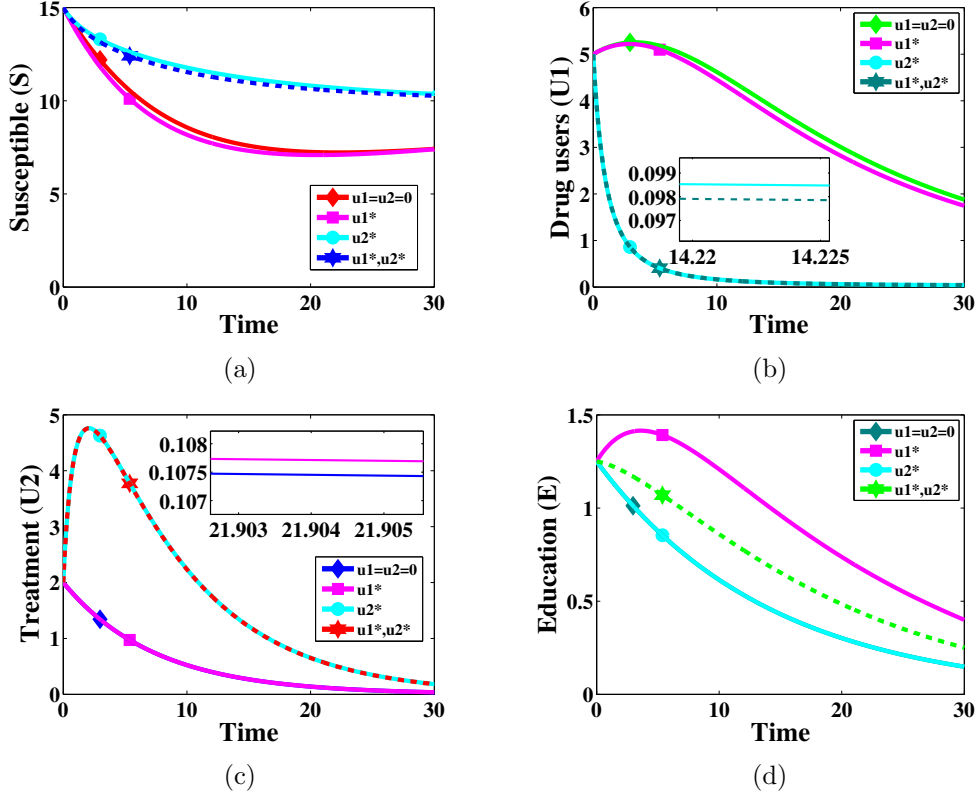 15
10
5
0
0
10
20
30
Susceptible (S)
Time
u1=u2=0
u1*
u2*
u1*,u2*
(a)
6
5
4
3
2
1
0
0
10
20
30
Drug users (U1)
Time
u1=u2=0
u1*
u2*
u1*,u2*
0.099
0.098
0.097
14.22
14.225
(b)
5
4
3
2
1
0
0
10
20
30
Treatment (U2)
Time
0.108
0.1075
0.107
21.903
21.904
21.905
u1=u2=0
u1*
u2*
u1*,u2*
(c)
1.5
1
0.5
0
0
10
20
30
Education (E)
Time
u1=u2=0
u1*
u2*
u1*,u2*
(d)